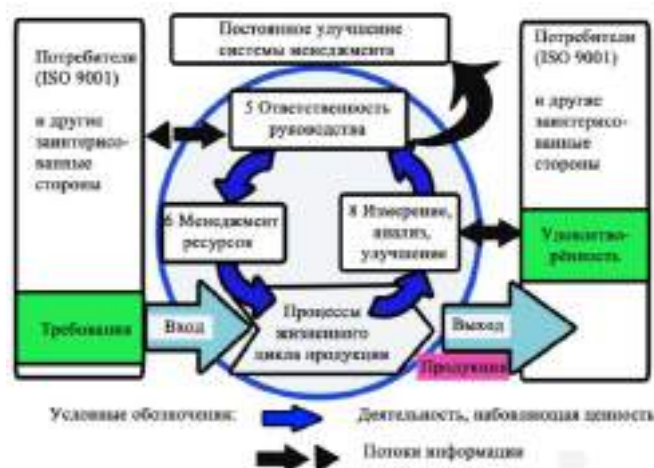 Постоянное улучшение
системы менеджмента
Потребители
(ISO 9001)
и другие
заинтерисо-
ванные
стороны
Требования
5 Ответственность
руководства
6 Менеджмент
ресурсов
8 Измерение,
анализ,
улучшение
Процессы
жизненного
цикла продукции
Вход
Выход
Продукция
Потребители
(ISO 9001)
и другие
заинтерисо-
ванные
стороны
Удовлетво-
рённость
Условные обозначения:
Деятельность, добавляющая ценность
Потоки информации